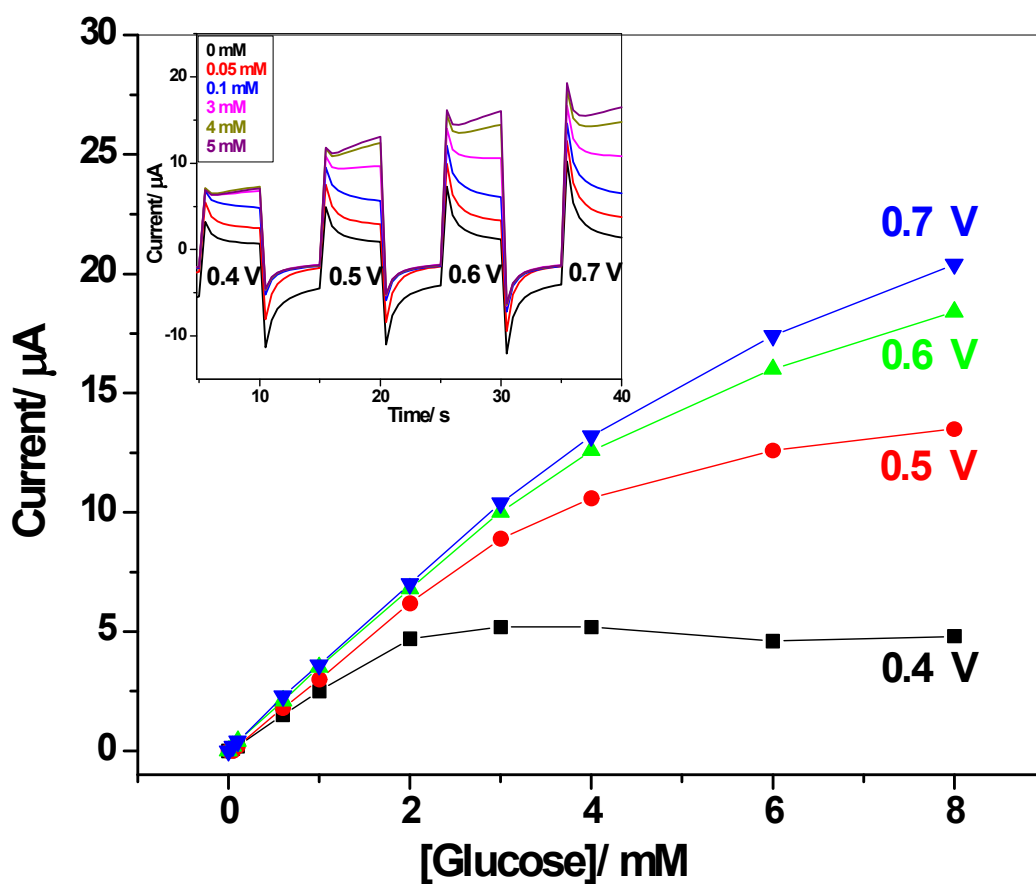 30
25
20
15
10
5
0
Current/ μA
0 2 4 6 8
[Glucose]/ mM
0.7 V
0.6 V
0.5 V
0.4 V
0 mM
0.05 mM
0.1 mM
3 mM
4 mM
5 mM
20
10
0
-10
Current/ μA
0.4 V 0.5 V 0.6 V 0.7 V
10 20 30 40
Time/ s